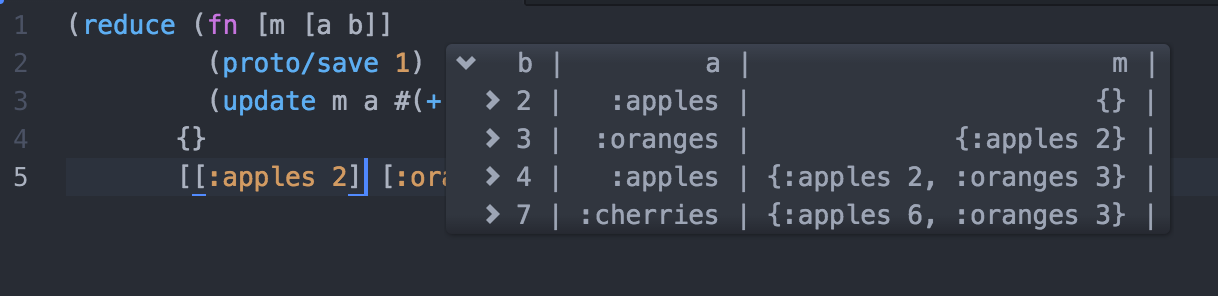 1 (reduce (fn [m [a b]]
2 (proto/save 1)
3 (update m a #(+
4 {}
5 [[:apples 2] [:ora
b | a | m |
2 | :apples | {} |
3 | :oranges | {:apples 2} |
4 | :apples | {:apples 2, :oranges 3} |
7 | :cherries | {:apples 6, :oranges 3} |